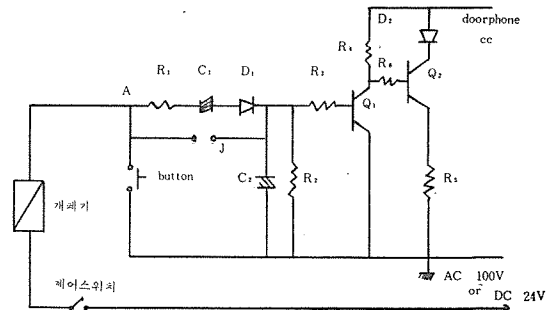 D₂ doorphone
cc
R₄
R₆ Q₂
A R₁ C₁ D₁ R₃
Q₁
J
button C₂ R₂ R₅
개폐기
AC 100V
or
제어스위치
DC 24V